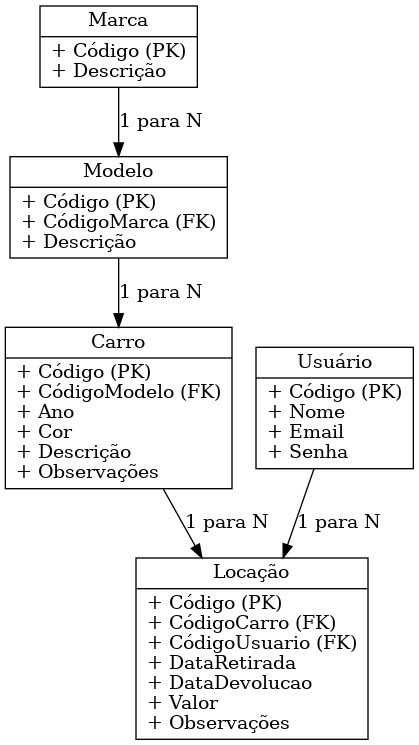 Marca
+ Código (PK)
+ Descrição
1 para N
Modelo
+ Código (PK)
+ CódigoMarca (FK)
+ Descrição
1 para N
Carro
+ Código (PK)
+ CódigoModelo (FK)
+ Ano
+ Cor
+ Descrição
+ Observações
Usuário
+ Código (PK)
+ Nome
+ Email
+ Senha
1 para N
1 para N
Locação
+ Código (PK)
+ CódigoCarro (FK)
+ CódigoUsuario (FK)
+ DataRetirada
+ DataDevolucao
+ Valor
+ Observações